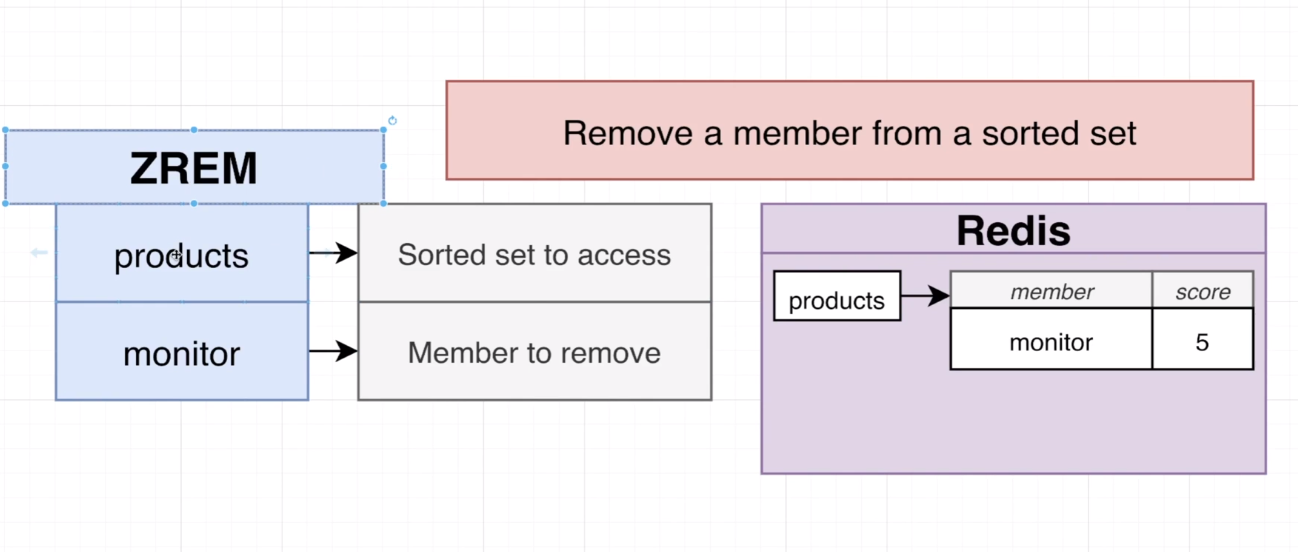 Remove a member from a sorted set
ZREM
products
Sorted set to access
monitor
Member to remove
Redis
products
member
score
monitor
5